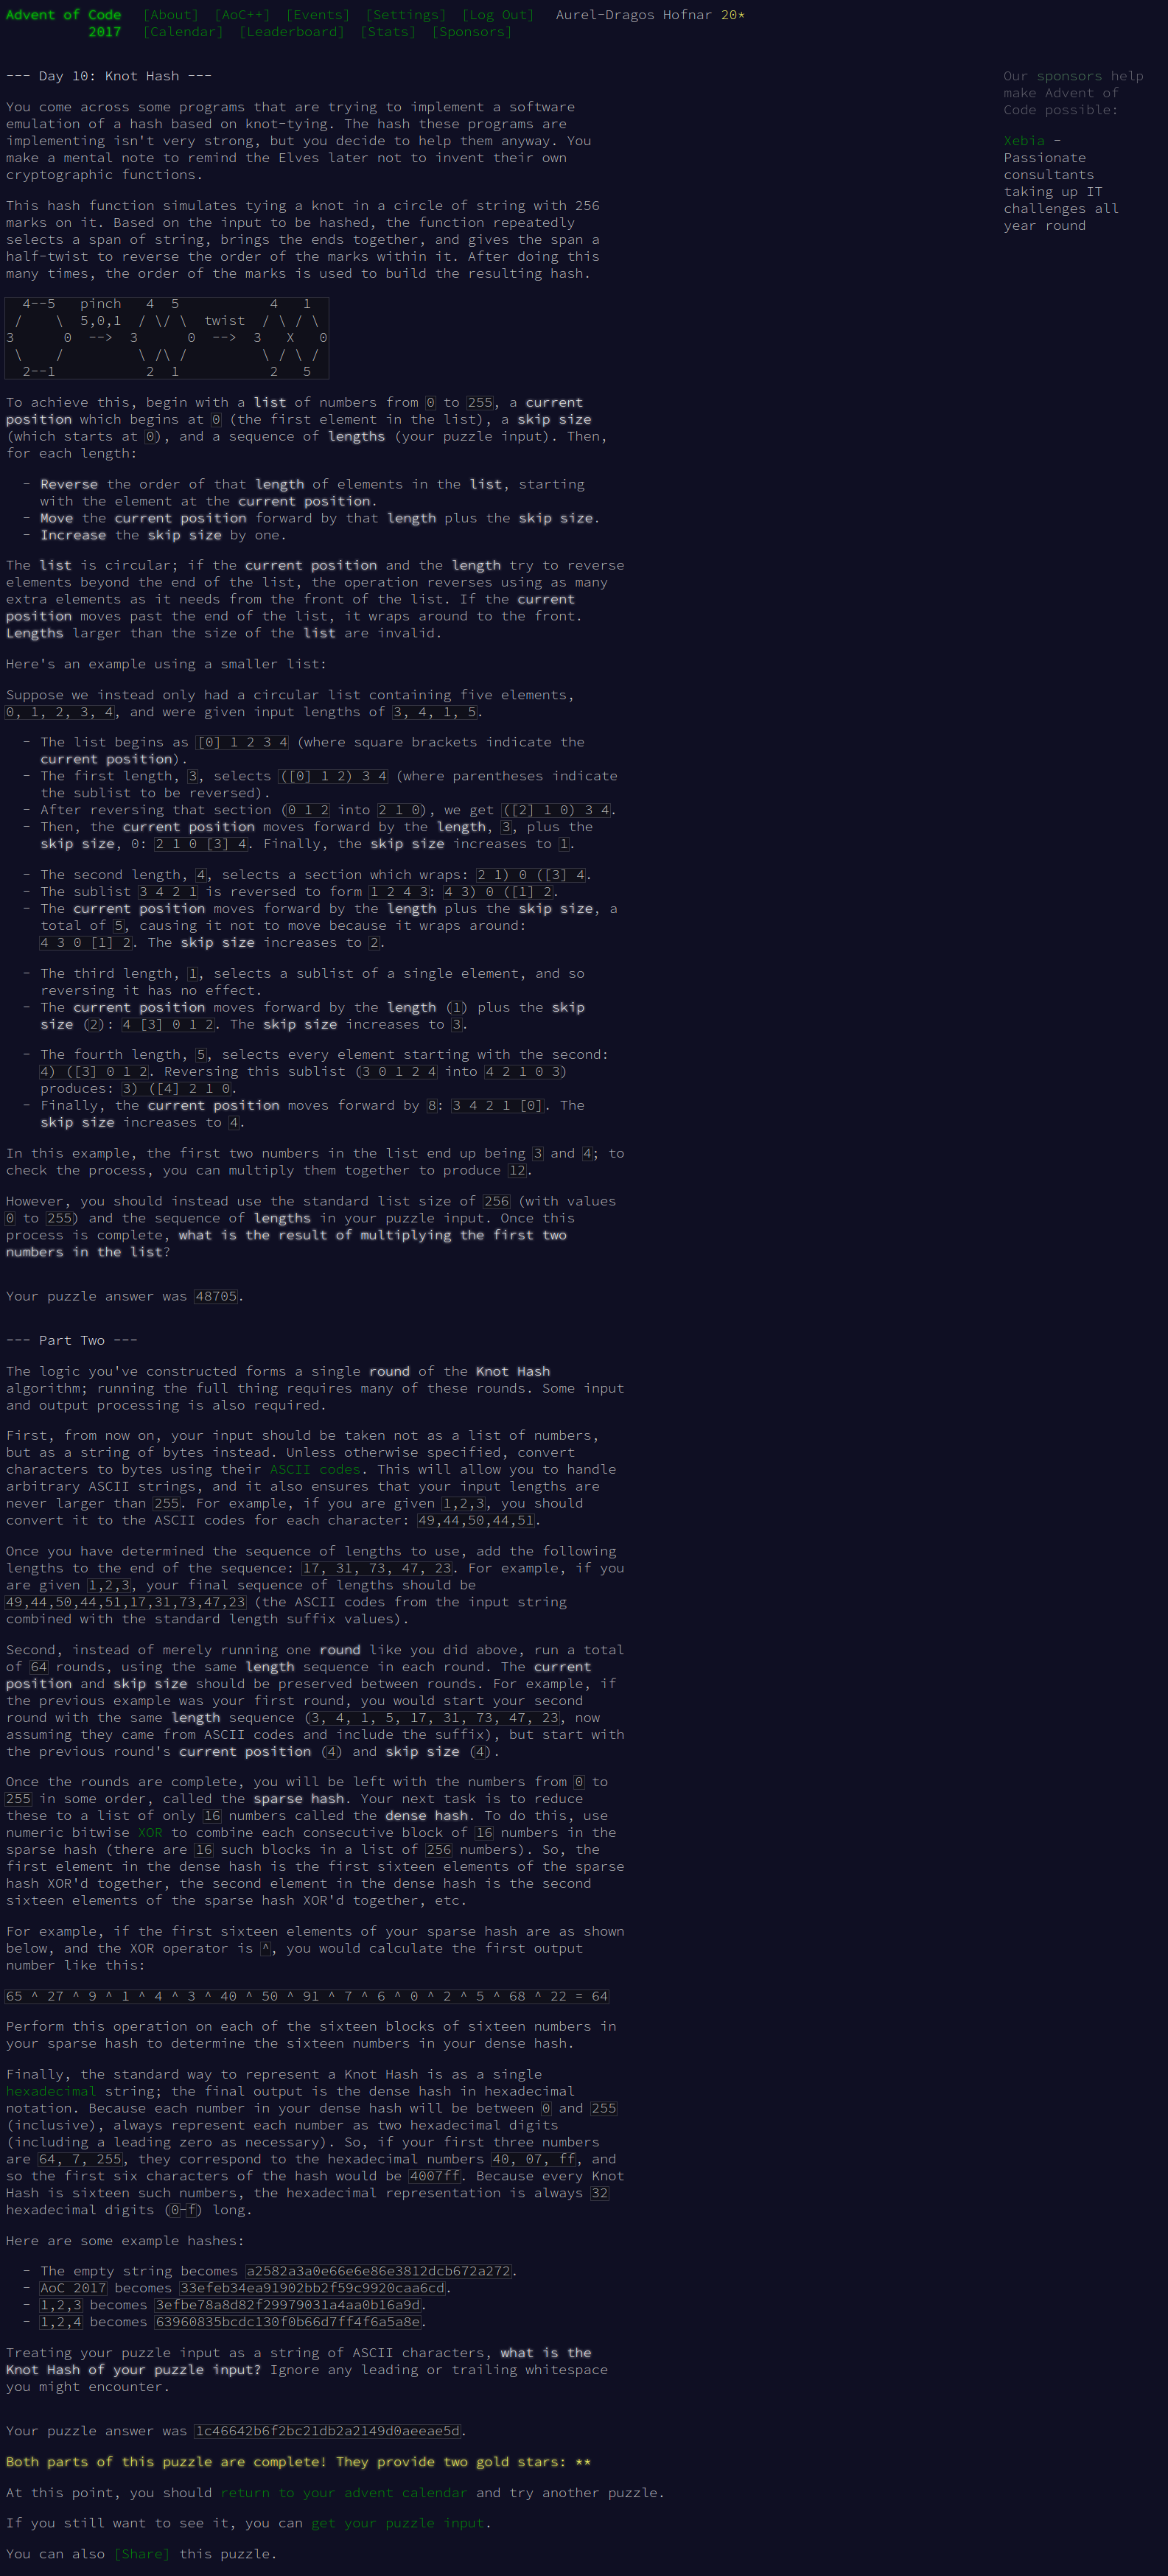 Advent of Code [About] [AoC++] [Events] [Settings] [Log Out] Aurel-Dragos Hofnar 20*
2017 [Calendar] [Leaderboard] [Stats] [Sponsors]
--- Day 10: Knot Hash ---
You come across some programs that are trying to implement a software
emulation of a hash based on knot-tying. The hash these programs are
implementing isn't very strong, but you decide to help them anyway. You
make a mental note to remind the Elves later not to invent their own
cryptographic functions.
This hash function simulates tying a knot in a circle of string with 256
marks on it. Based on the input to be hashed, the function repeatedly
selects a span of string, brings the ends together, and gives the span a
half-twist to reverse the order of the marks within it. After doing this
many times, the order of the marks is used to build the resulting hash.
  4--5   pinch   4  5           4   1
 /    \  5,0,1  / \/ \  twist  / \ / \
3      0  -->  3      0  -->  3   X   0
 \    /         \ /\ /         \ / \ /
  2--1           2  1           2   5
To achieve this, begin with a list of numbers from 0 to 255, a current
position which begins at 0 (the first element in the list), a skip size
(which starts at 0), and a sequence of lengths (your puzzle input). Then,
for each length:
- Reverse the order of that length of elements in the list, starting
with the element at the current position.
- Move the current position forward by that length plus the skip size.
- Increase the skip size by one.
The list is circular; if the current position and the length try to reverse
elements beyond the end of the list, the operation reverses using as many
extra elements as it needs from the front of the list. If the current
position moves past the end of the list, it wraps around to the front.
Lengths larger than the size of the list are invalid.
Here's an example using a smaller list:
Suppose we instead only had a circular list containing five elements,
0, 1, 2, 3, 4, and were given input lengths of 3, 4, 1, 5.
- The list begins as [0] 1 2 3 4 (where square brackets indicate the
current position).
- The first length, 3, selects ([0] 1 2) 3 4 (where parentheses indicate
the sublist to be reversed).
- After reversing that section (0 1 2 into 2 1 0), we get ([2] 1 0) 3 4.
- Then, the current position moves forward by the length, 3, plus the
skip size, 0: 2 1 0 [3] 4. Finally, the skip size increases to 1.
- The second length, 4, selects a section which wraps: 2 1) 0 ([3] 4.
- The sublist 3 4 2 1 is reversed to form 1 2 4 3: 4 3) 0 ([1] 2.
- The current position moves forward by the length plus the skip size, a
total of 5, causing it not to move because it wraps around:
4 3 0 [1] 2. The skip size increases to 2.
- The third length, 1, selects a sublist of a single element, and so
reversing it has no effect.
- The current position moves forward by the length (1) plus the skip
size (2): 4 [3] 0 1 2. The skip size increases to 3.
- The fourth length, 5, selects every element starting with the second:
4) ([3] 0 1 2. Reversing this sublist (3 0 1 2 4 into 4 2 1 0 3)
produces: 3) ([4] 2 1 0.
- Finally, the current position moves forward by 8: 3 4 2 1 [0]. The
skip size increases to 4.
In this example, the first two numbers in the list end up being 3 and 4; to
check the process, you can multiply them together to produce 12.
However, you should instead use the standard list size of 256 (with values
0 to 255) and the sequence of lengths in your puzzle input. Once this
process is complete, what is the result of multiplying the first two
numbers in the list?
Your puzzle answer was 48705.
--- Part Two ---
The logic you've constructed forms a single round of the Knot Hash
algorithm; running the full thing requires many of these rounds. Some input
and output processing is also required.
First, from now on, your input should be taken not as a list of numbers,
but as a string of bytes instead. Unless otherwise specified, convert
characters to bytes using their ASCII codes. This will allow you to handle
arbitrary ASCII strings, and it also ensures that your input lengths are
never larger than 255. For example, if you are given 1,2,3, you should
convert it to the ASCII codes for each character: 49,44,50,44,51.
Once you have determined the sequence of lengths to use, add the following
lengths to the end of the sequence: 17, 31, 73, 47, 23. For example, if you
are given 1,2,3, your final sequence of lengths should be
49,44,50,44,51,17,31,73,47,23 (the ASCII codes from the input string
combined with the standard length suffix values).
Second, instead of merely running one round like you did above, run a total
of 64 rounds, using the same length sequence in each round. The current
position and skip size should be preserved between rounds. For example, if
the previous example was your first round, you would start your second
round with the same length sequence (3, 4, 1, 5, 17, 31, 73, 47, 23, now
assuming they came from ASCII codes and include the suffix), but start with
the previous round's current position (4) and skip size (4).
Once the rounds are complete, you will be left with the numbers from 0 to
255 in some order, called the sparse hash. Your next task is to reduce
these to a list of only 16 numbers called the dense hash. To do this, use
numeric bitwise XOR to combine each consecutive block of 16 numbers in the
sparse hash (there are 16 such blocks in a list of 256 numbers). So, the
first element in the dense hash is the first sixteen elements of the sparse
hash XOR'd together, the second element in the dense hash is the second
sixteen elements of the sparse hash XOR'd together, etc.
For example, if the first sixteen elements of your sparse hash are as shown
below, and the XOR operator is ^, you would calculate the first output
number like this:
65 ^ 27 ^ 9 ^ 1 ^ 4 ^ 3 ^ 40 ^ 50 ^ 91 ^ 7 ^ 6 ^ 0 ^ 2 ^ 5 ^ 68 ^ 22 = 64
Perform this operation on each of the sixteen blocks of sixteen numbers in
your sparse hash to determine the sixteen numbers in your dense hash.
Finally, the standard way to represent a Knot Hash is as a single
hexadecimal string; the final output is the dense hash in hexadecimal
notation. Because each number in your dense hash will be between 0 and 255
(inclusive), always represent each number as two hexadecimal digits
(including a leading zero as necessary). So, if your first three numbers
are 64, 7, 255, they correspond to the hexadecimal numbers 40, 07, ff, and
so the first six characters of the hash would be 4007ff. Because every Knot
Hash is sixteen such numbers, the hexadecimal representation is always 32
hexadecimal digits (0-f) long.
Here are some example hashes:
- The empty string becomes a2582a3a0e66e6e86e3812dcb672a272.
- AoC 2017 becomes 33efeb34ea91902bb2f59c9920caa6cd.
- 1,2,3 becomes 3efbe78a8d82f29979031a4aa0b16a9d.
- 1,2,4 becomes 63960835bcdc130f0b66d7ff4f6a5a8e.
Treating your puzzle input as a string of ASCII characters, what is the
Knot Hash of your puzzle input? Ignore any leading or trailing whitespace
you might encounter.
Your puzzle answer was 1c46642b6f2bc21db2a2149d0aeeae5d.
Both parts of this puzzle are complete! They provide two gold stars: **
At this point, you should return to your advent calendar and try another puzzle.
If you still want to see it, you can get your puzzle input.
You can also [Share] this puzzle.
Our sponsors help
make Advent of
Code possible:
Xebia -
Passionate
consultants
taking up IT
challenges all
year round